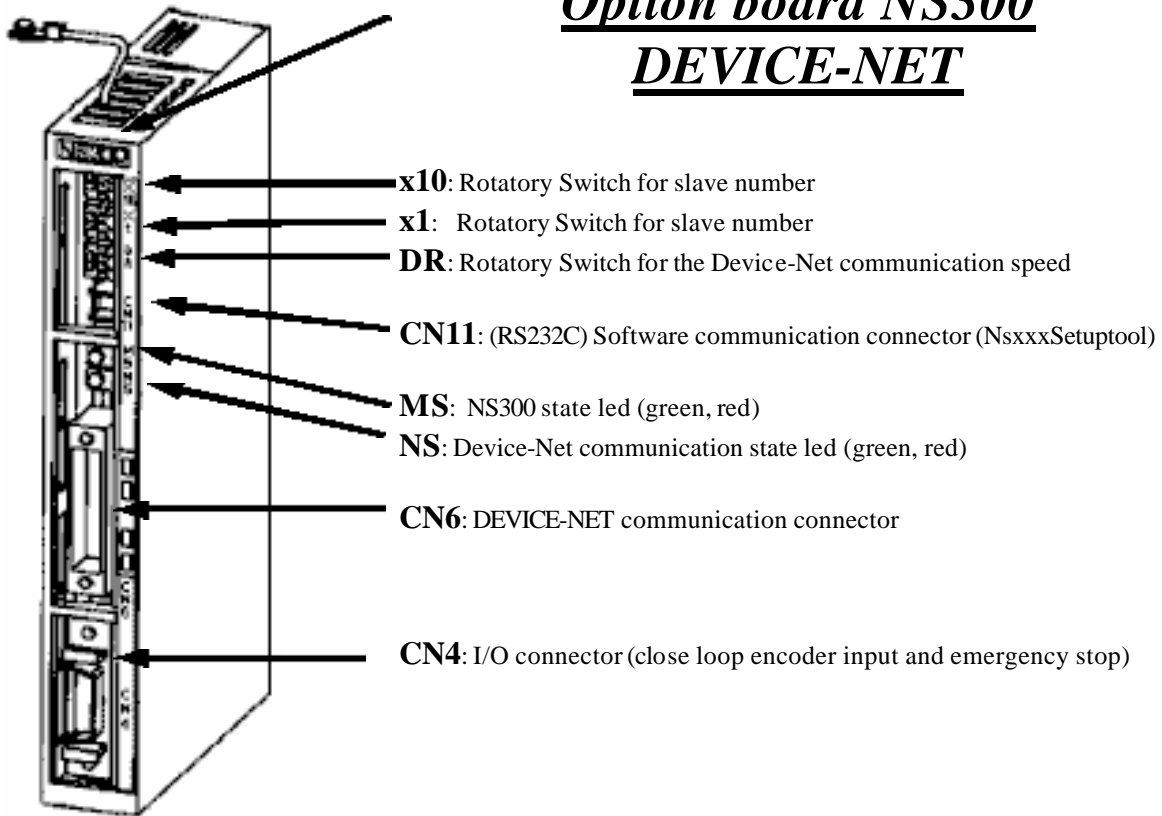 Option board NS300
DEVICE-NET
x10: Rotatory Switch for slave number
x1: Rotatory Switch for slave number
DR: Rotatory Switch for the Device-Net communication speed
CN11: (RS232C) Software communication connector (NsxxxSetuptool)
MS: NS300 state led (green, red)
NS: Device-Net communication state led (green, red)
CN6: DEVICE-NET communication connector
CN4: I/O connector (close loop encoder input and emergency stop)